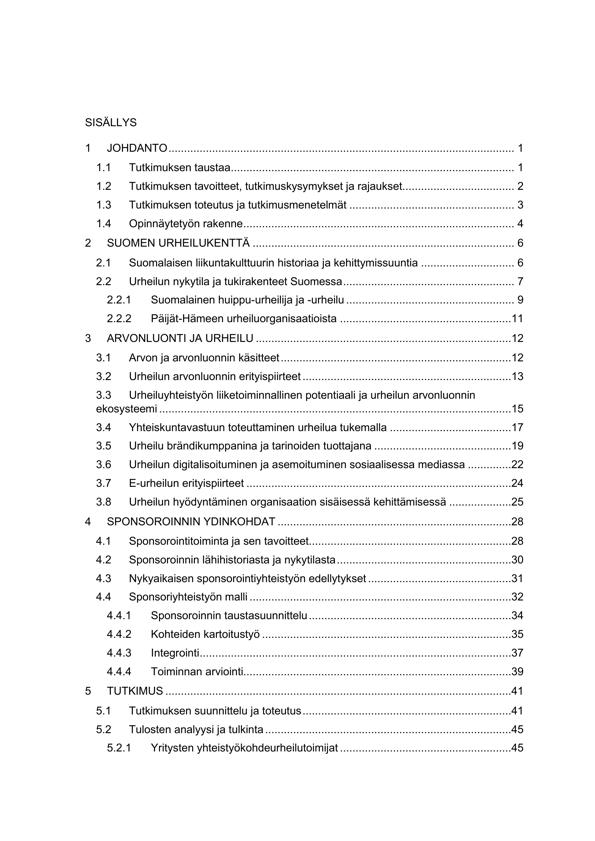 SISÄLLYS
1 JOHDANTO ........ 1
1.1 Tutkimuksen taustaa ........ 1
1.2 Tutkimuksen tavoitteet, tutkimuskysymykset ja rajaukset ........ 2
1.3 Tutkimuksen toteutus ja tutkimusmenetelmät ........ 3
1.4 Opinnäytetyön rakenne ........ 4
2 SUOMEN URHEILUKENTTÄ ........ 6
2.1 Suomalaisen liikuntakulttuurin historiaa ja kehittymissuuntia ........ 6
2.2 Urheilun nykytila ja tukirakenteet Suomessa ........ 7
2.2.1 Suomalainen huippu-urheilija ja -urheilu ........ 9
2.2.2 Päijät-Hämeen urheiluorganisaatioista ........ 11
3 ARVONLUONTI JA URHEILU ........ 12
3.1 Arvon ja arvonluonnin käsitteet ........ 12
3.2 Urheilun arvonluonnin erityispiirteet ........ 13
3.3 Urheiluyhteistyön liiketoiminnallinen potentiaali ja urheilun arvonluonnin
ekosysteemi ........ 15
3.4 Yhteiskuntavastuun toteuttaminen urheilua tukemalla ........ 17
3.5 Urheilu brändikumppanina ja tarinoiden tuottajana ........ 19
3.6 Urheilun digitalisoituminen ja asemoituminen sosiaalisessa mediassa ........ 22
3.7 E-urheilun erityispiirteet ........ 24
3.8 Urheilun hyödyntäminen organisaation sisäisessä kehittämisessä ........ 25
4 SPONSOROINNIN YDINKOHDAT ........ 28
4.1 Sponsorointitoiminta ja sen tavoitteet ........ 28
4.2 Sponsoroinnin lähihistoriasta ja nykytilasta ........ 30
4.3 Nykyaikaisen sponsorointiyhteistyön edellytykset ........ 31
4.4 Sponsoriyhteistyön malli ........ 32
4.4.1 Sponsoroinnin taustasuunnittelu ........ 34
4.4.2 Kohteiden kartoitustyö ........ 35
4.4.3 Integrointi ........ 37
4.4.4 Toiminnan arviointi ........ 39
5 TUTKIMUS ........ 41
5.1 Tutkimuksen suunnittelu ja toteutus ........ 41
5.2 Tulosten analyysi ja tulkinta ........ 45
5.2.1 Yritysten yhteistyökohdeurheilutoimijat ........ 45